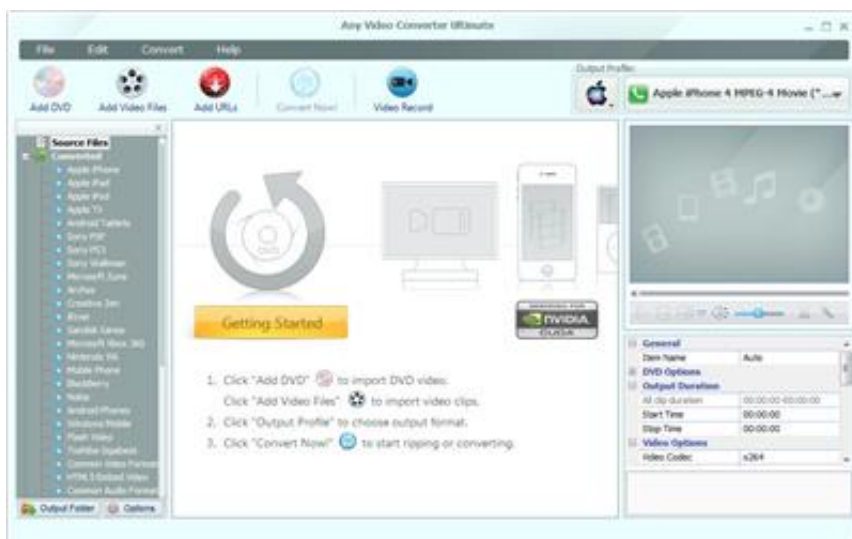 Any Video Converter Ultimate
File Edit Convert Help
Add DVD Add Video Files Add URLs Convert Now! Video Record
Output Profile:
Apple iPhone 4 MPEG-4 Movie (*...
Source Files
Converted
Apple iPhone
Apple iPad
Apple iPod
Apple TV
Android Tablets
Sony PSP
Sony PS3
Sony Walkman
Microsoft Zune
Archos
Creative Zen
iRiver
Sandisk Sansa
Microsoft Xbox 360
Nintendo Wii
Mobile Phone
BlackBerry
Nokia
Android Phones
Windows Mobile
Flash Video
Toshiba Gigabeat
Common Video Format
HTML5 Embed Video
Common Audio Format
Output Folder Options
DVD
Getting Started
DESIGNED FOR
NVIDIA
CUDA
1. Click "Add DVD" to import DVD video.
Click "Add Video Files" to import video clips.
2. Click "Output Profile" to choose output format.
3. Click "Convert Now!" to start ripping or converting.
General
Item Name Auto
DVD Options
Output Duration
All clip duration 00:00:00-00:00:00
Start Time 00:00:00
Stop Time 00:00:00
Video Options
Video Codec x264